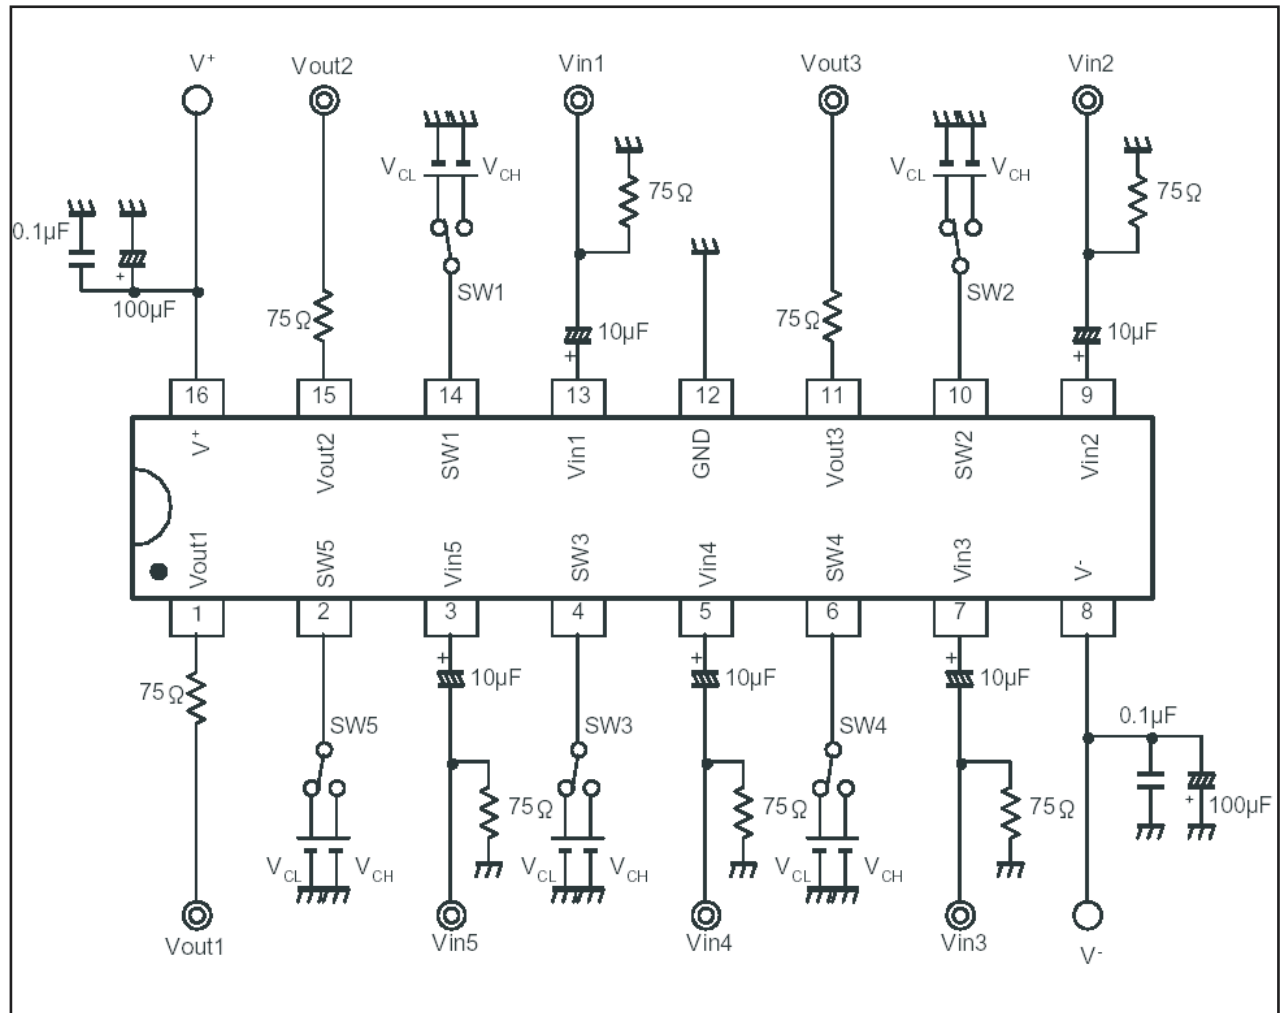 V+ Vout2 Vin1 Vout3 Vin2
VCL VCH 75Ω VCL VCH 75Ω
0.1µF
+
100µF
SW1 SW2
75Ω 10µF 75Ω 10µF
+ +
16 15 14 13 12 11 10 9
V+ Vout2 SW1 Vin1 GND Vout3 SW2 Vin2
Vout1 SW5 Vin5 SW3 Vin4 SW4 Vin3 V-
1 2 3 4 5 6 7 8
+ + +
75Ω 10µF 10µF 10µF
SW5 SW3 SW4 0.1µF
75Ω 75Ω 75Ω + 100µF
VCL VCH VCL VCH VCL VCH
Vout1 Vin5 Vin4 Vin3 V-